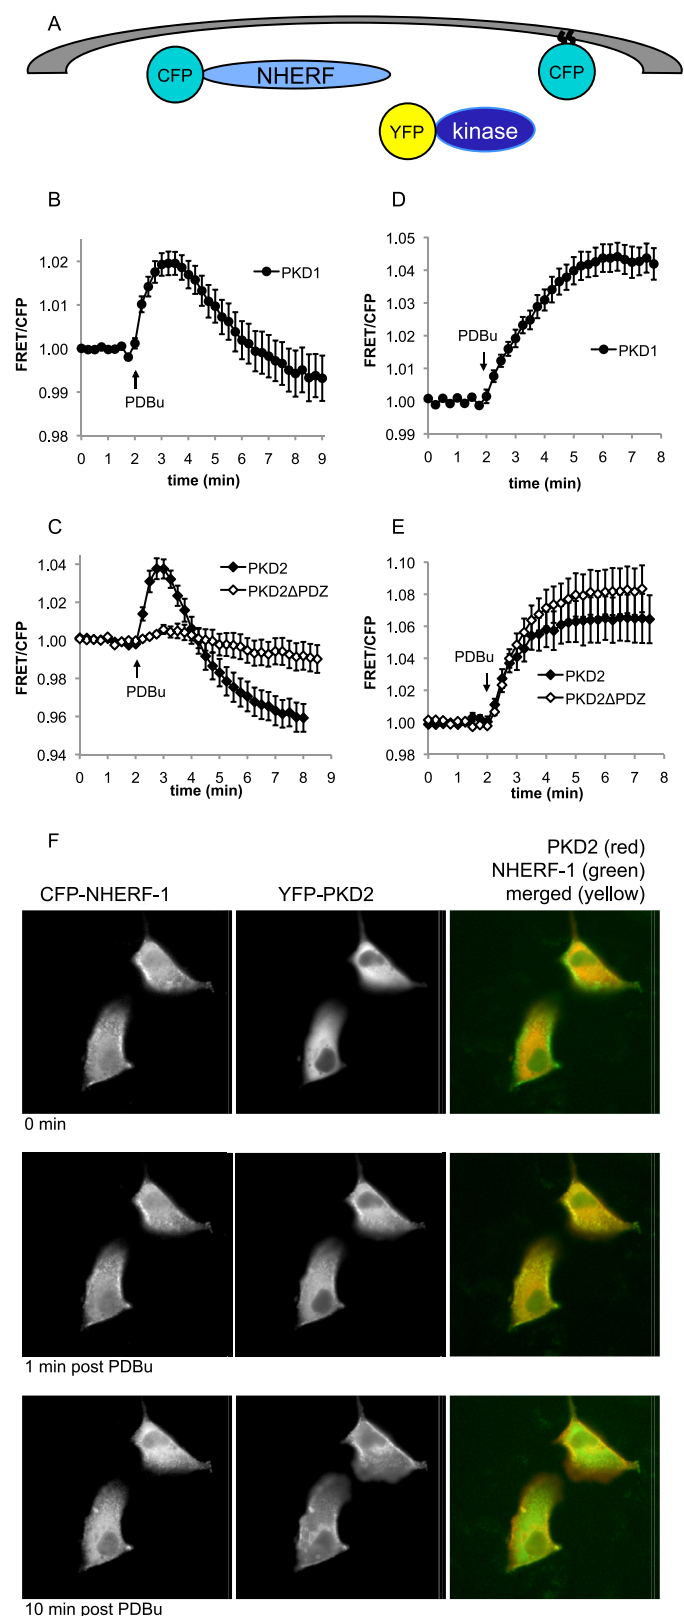 A
CFP
NHERF
CFP
YFP
kinase
B
1.02
1.01
1.00
0.99
0.98
FRET/CFP
PKD1
PDBu
0 1 2 3 4 5 6 7 8 9
time (min)
D
1.05
1.04
1.03
1.02
1.01
1.00
0.99
FRET/CFP
PDBu
PKD1
0 1 2 3 4 5 6 7 8
time (min)
C
1.04
1.02
1.00
0.98
0.96
0.94
FRET/CFP
PKD2
PKD2ΔPDZ
PDBu
0 1 2 3 4 5 6 7 8 9
time (min)
E
1.10
1.08
1.06
1.04
1.02
1.00
0.98
FRET/CFP
PDBu
PKD2
PKD2ΔPDZ
0 1 2 3 4 5 6 7 8
time (min)
F
CFP-NHERF-1
YFP-PKD2
PKD2 (red)
NHERF-1 (green)
merged (yellow)
0 min
1 min post PDBu
10 min post PDBu